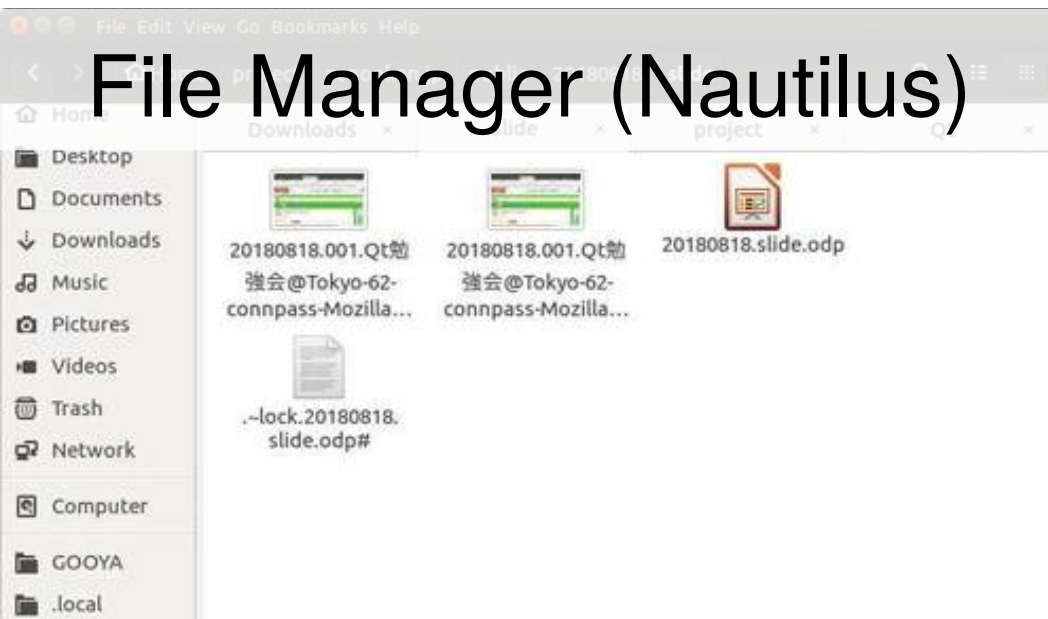 File Edit View Go Bookmarks Help
File Manager (Nautilus)
Home
Downloads × slide × project ×
Desktop
Documents
Downloads
Music
Pictures
Videos
Trash
Network
Computer
GOOYA
.local
20180818.001.Qt勉
強会@Tokyo-62-
connpass-Mozilla...
20180818.001.Qt勉
強会@Tokyo-62-
connpass-Mozilla...
20180818.slide.odp
.~lock.20180818.
slide.odp#